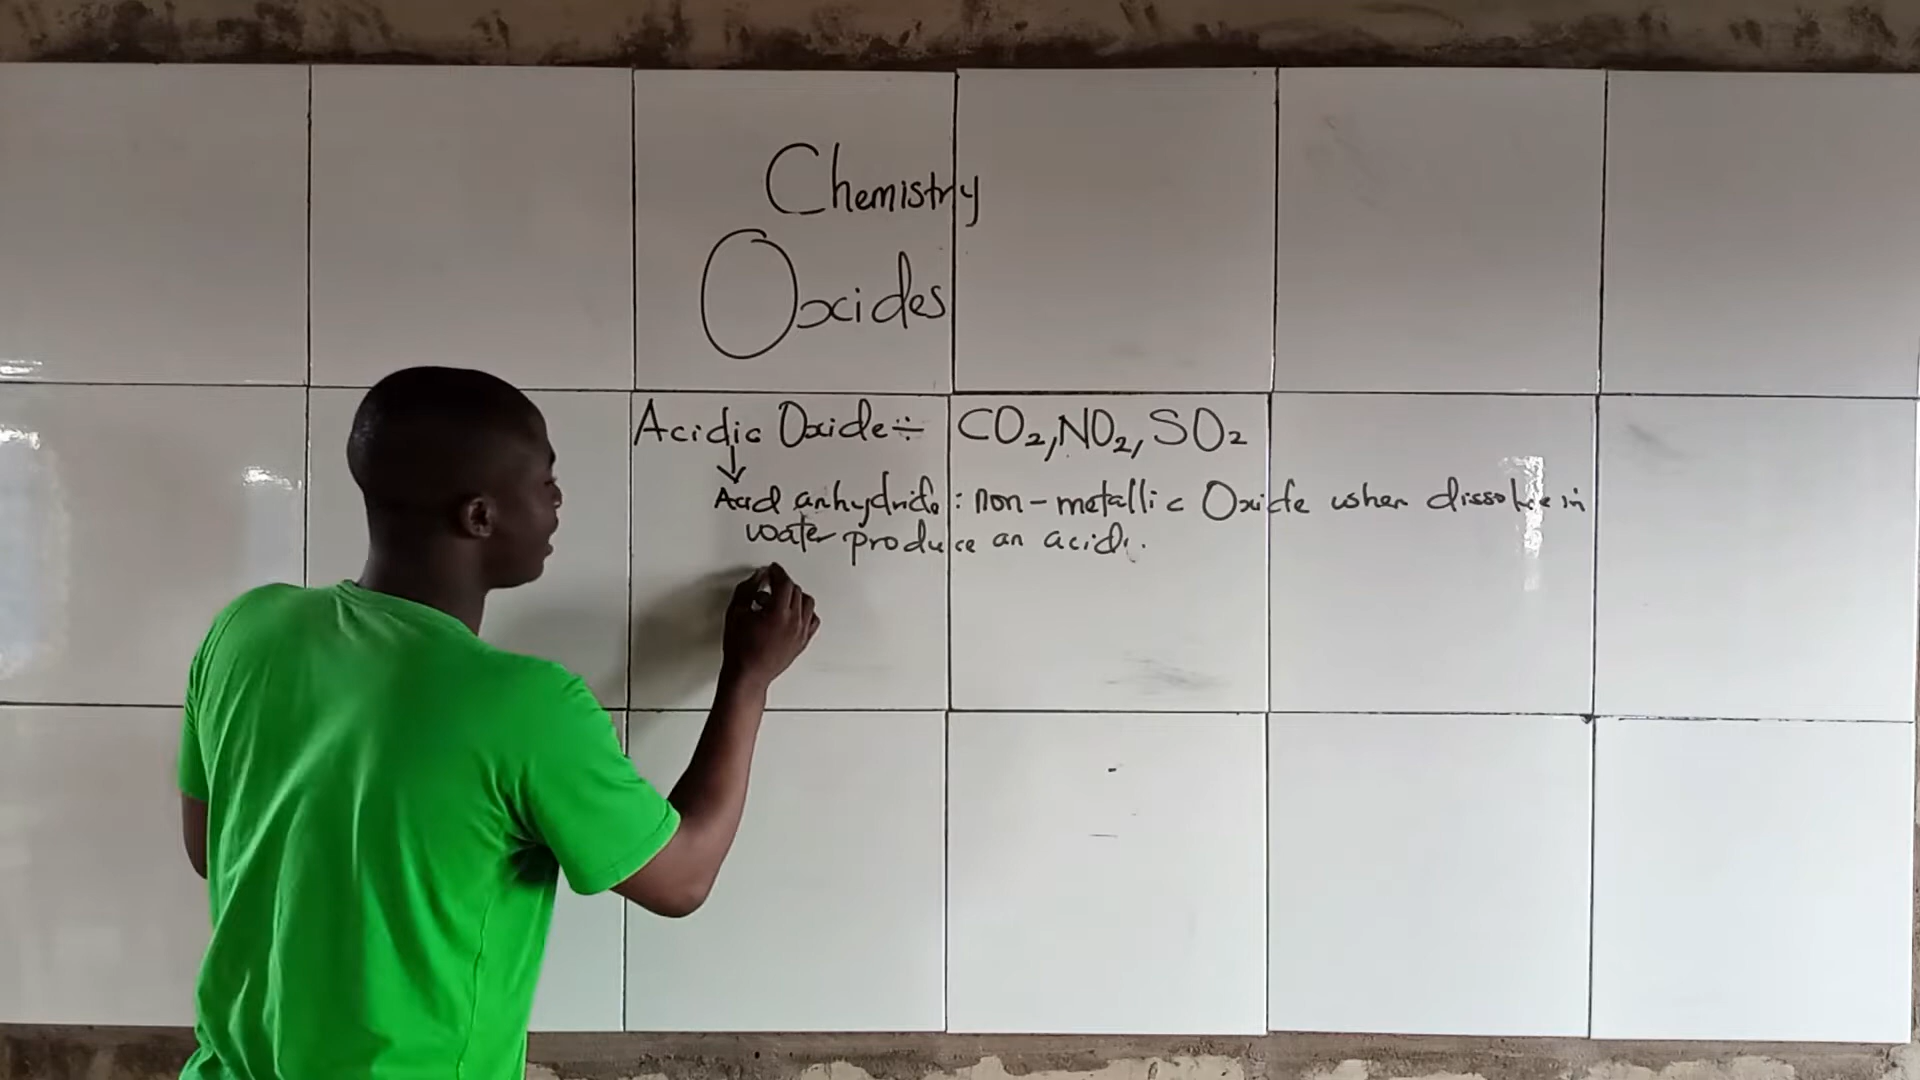 Chemistry
Oxides
Acidic Oxide÷ CO₂, NO₂, SO₂
↓
Acid anhydride: non-metallic Oxide when dissolve in
water produce an acid.